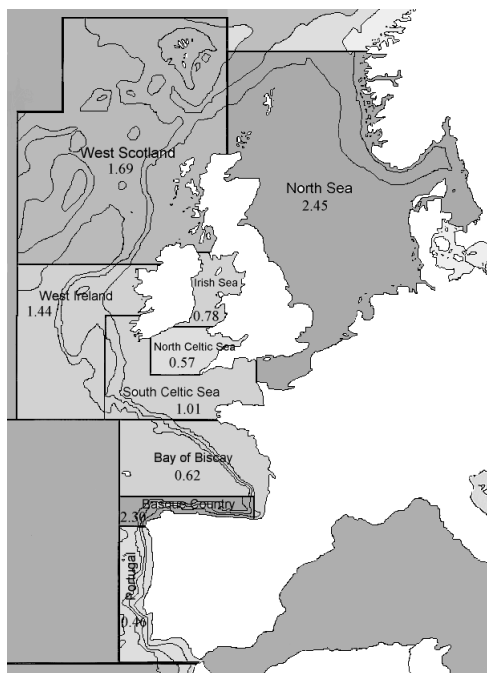 West Scotland
1.69
North Sea
2.45
Irish Sea
0.78
West Ireland
1.44
North Celtic Sea
0.57
South Celtic Sea
1.01
Bay of Biscay
0.62
Basque Country
2.30
Portugal
0.46